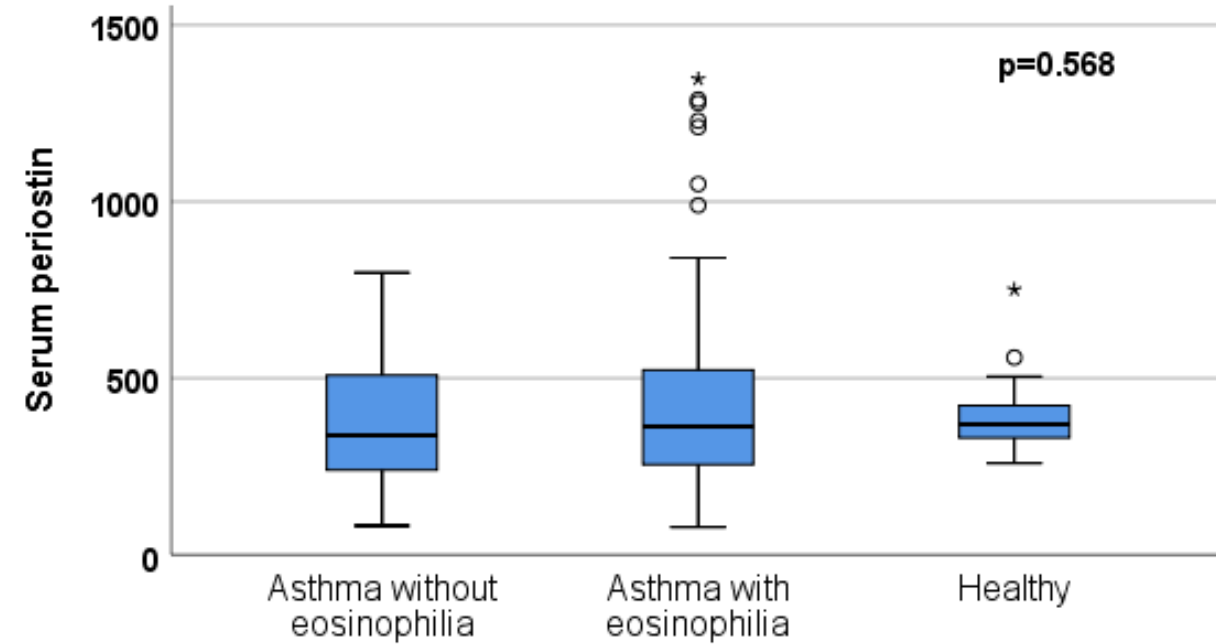 1500
p=0.568
1000
Serum periostin
500
0
Asthma without
eosinophilia
Asthma with
eosinophilia
Healthy